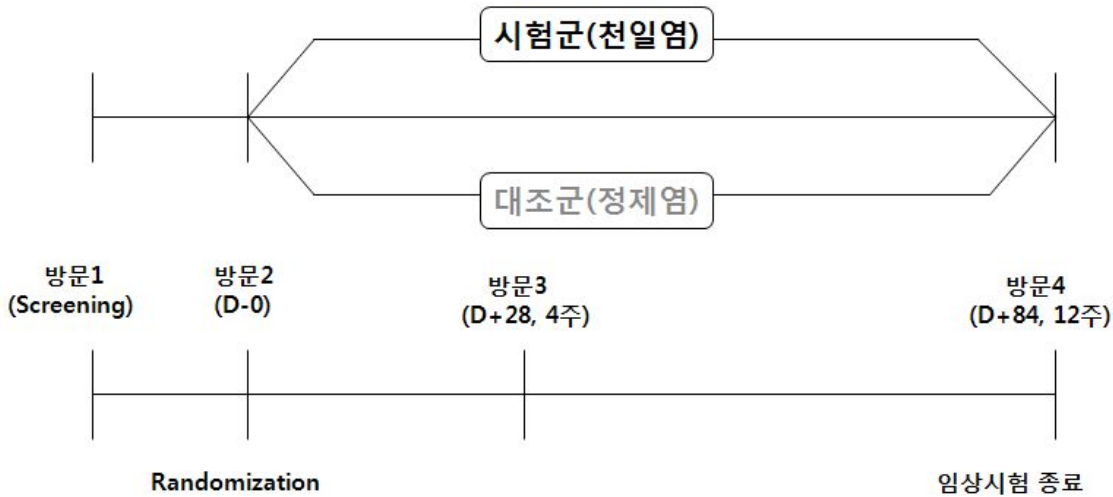 시험군(천일염)
대조군(정제염)
방문1
(Screening)
방문2
(D-0)
방문3
(D+28, 4주)
방문4
(D+84, 12주)
Randomization
임상시험 종료